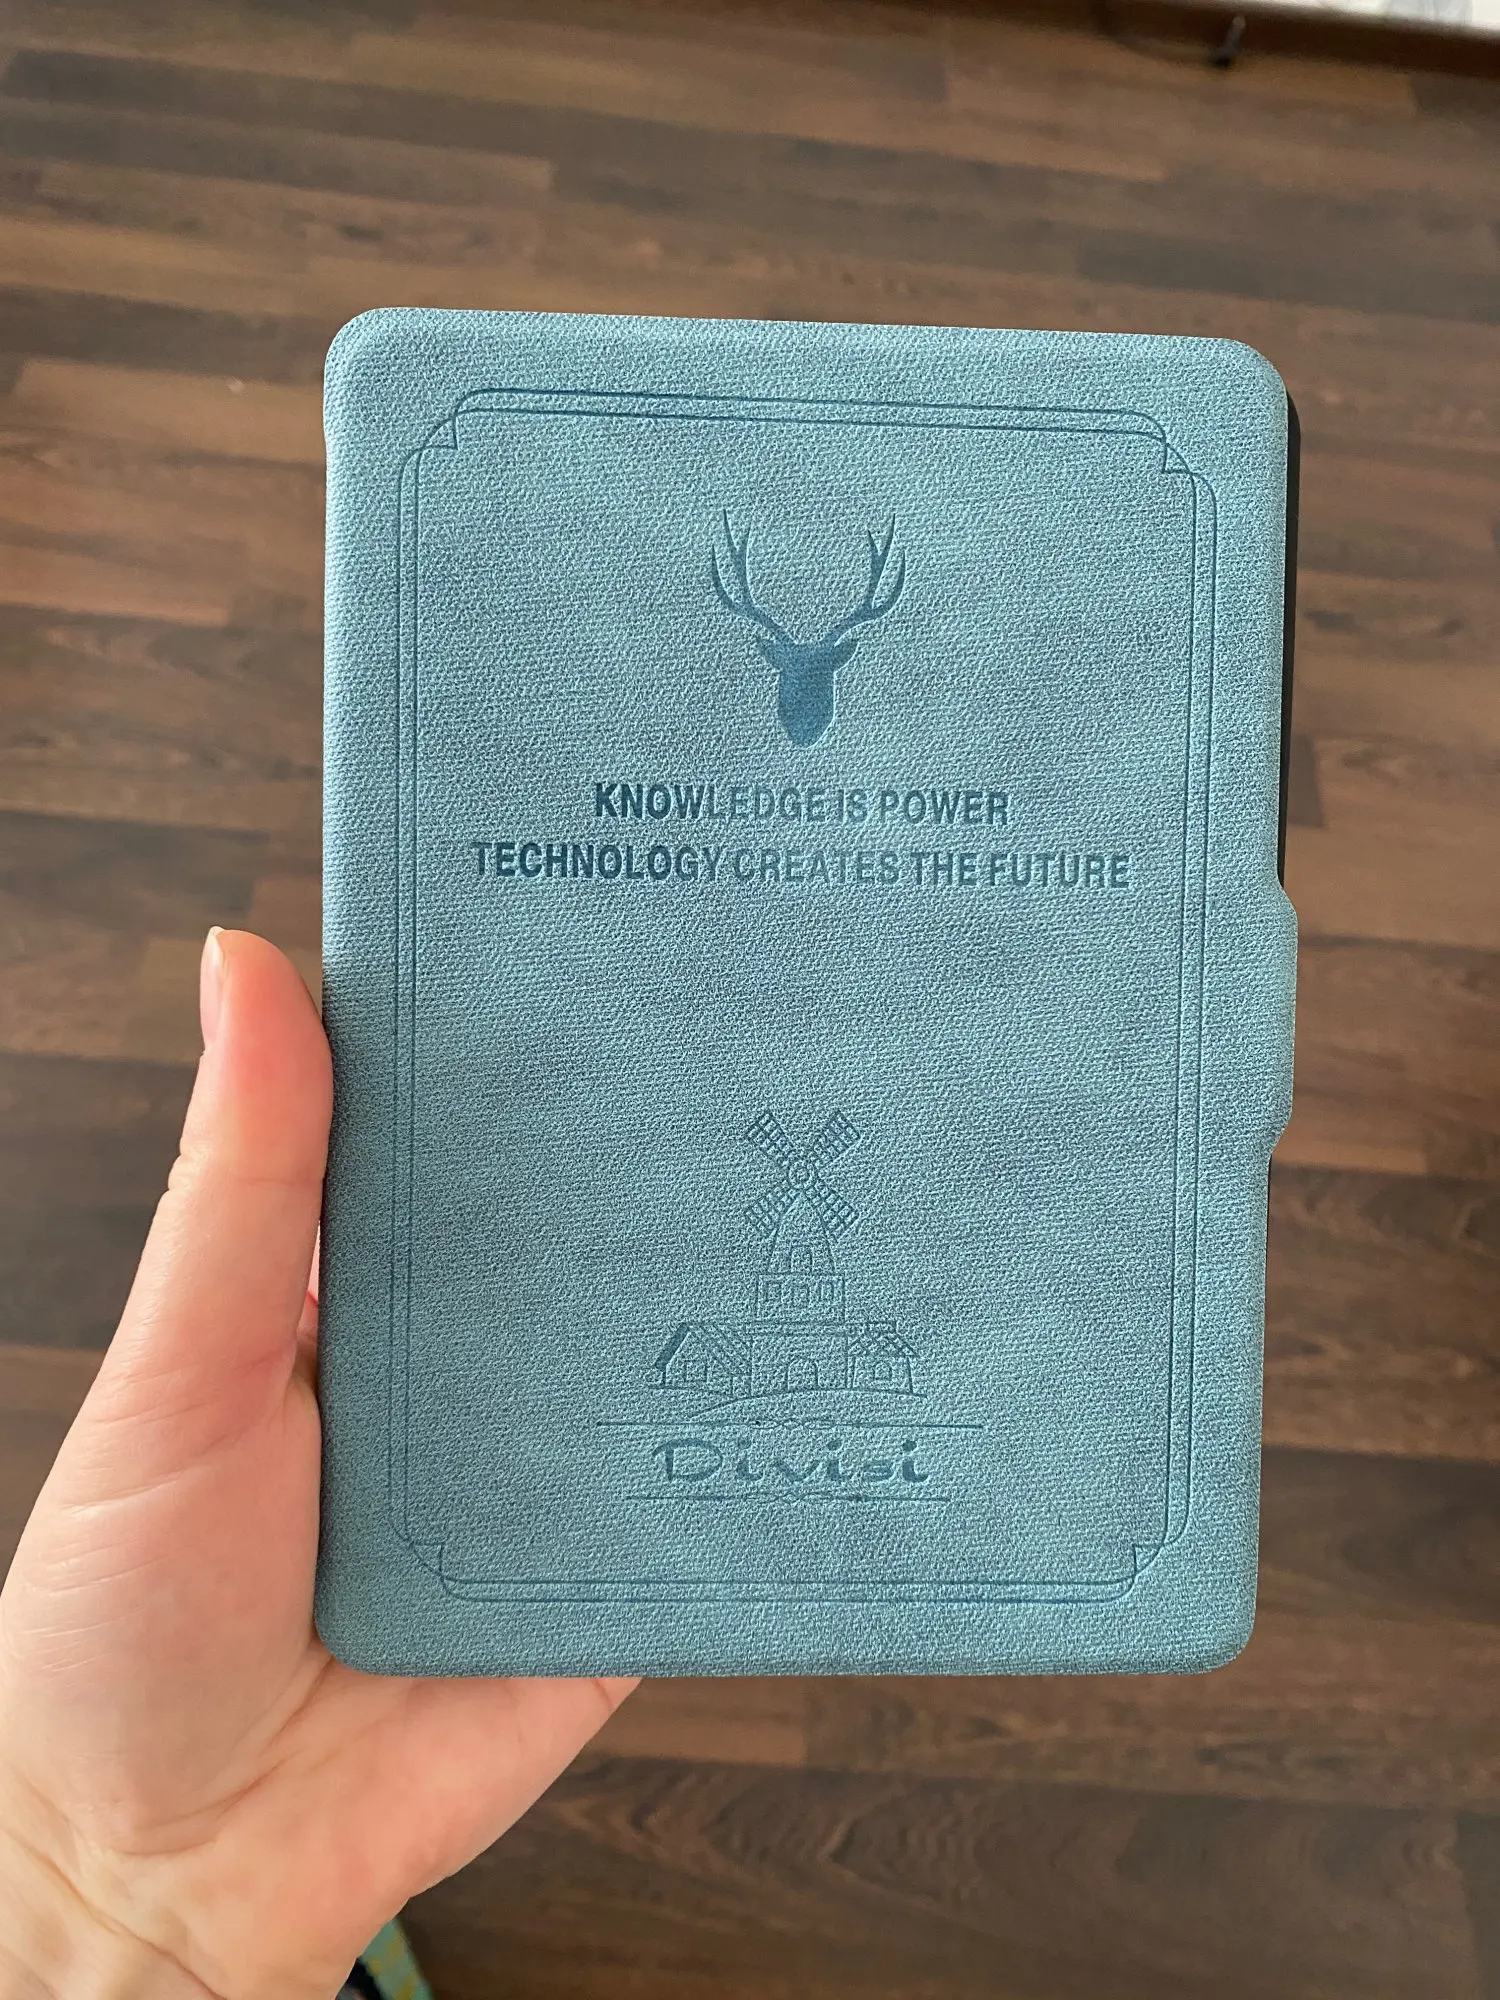 KNOWLEDGE IS POWER
TECHNOLOGY CREATES THE FUTURE
Divisi